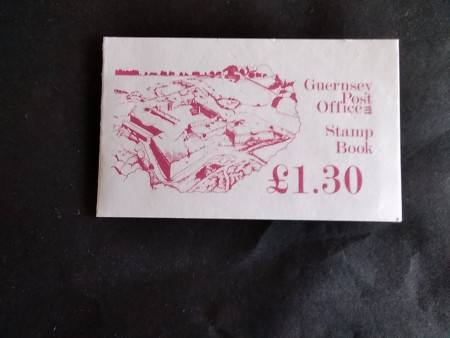 Guernsey
Post
Office
Stamp
Book
£1.30